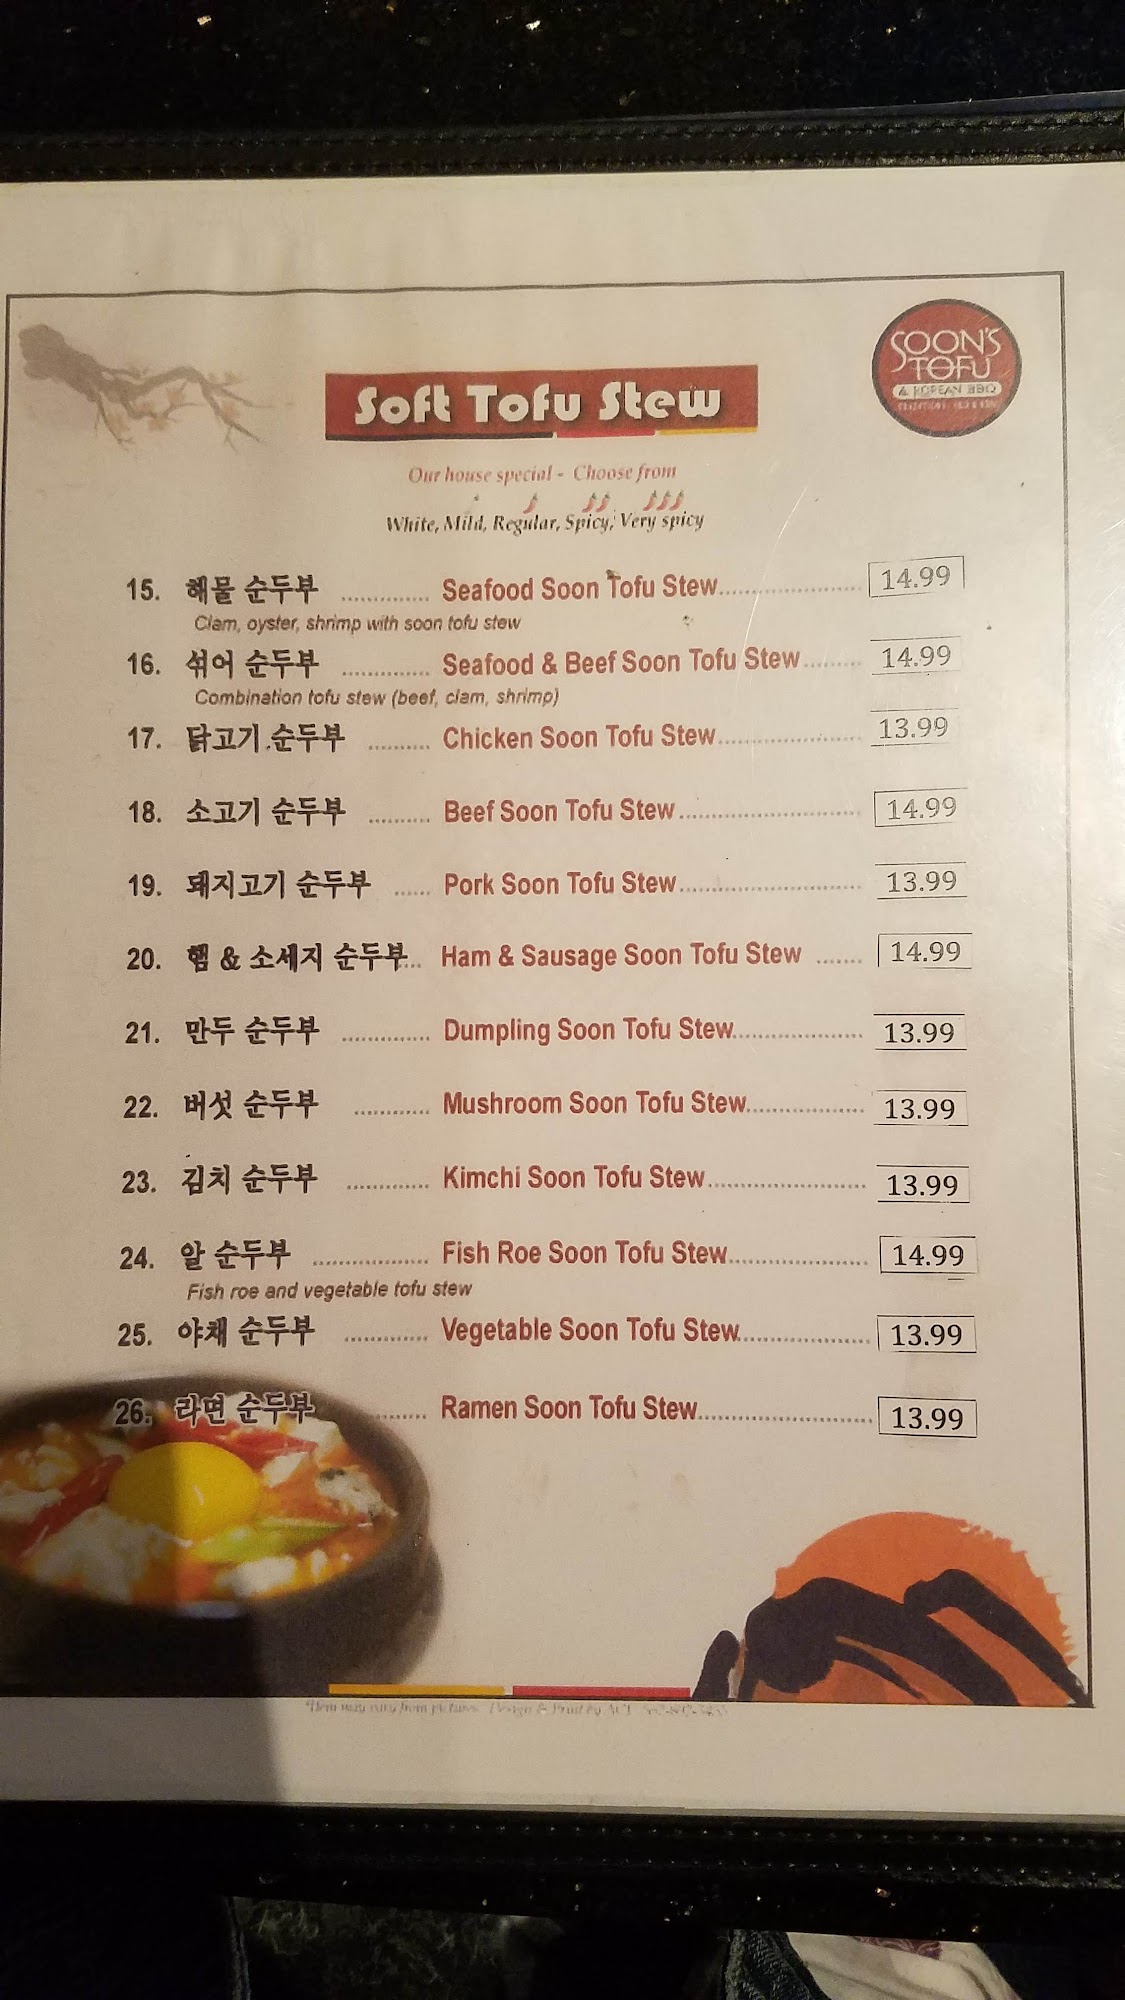 SOON'S
TOFU
& KOREAN BBQ
Soft Tofu Stew
Our house special - Choose from
White, Mild, Regular, Spicy, Very spicy
15. 해물 순두부 .............. Seafood Soon Tofu Stew...................... 14.99
Clam, oyster, shrimp with soon tofu stew
16. 섞어 순두부 .............. Seafood & Beef Soon Tofu Stew......... 14.99
Combination tofu stew (beef, clam, shrimp)
17. 닭고기 순두부 .......... Chicken Soon Tofu Stew...................... 13.99
18. 소고기 순두부 .......... Beef Soon Tofu Stew............................ 14.99
19. 돼지고기 순두부 ...... Pork Soon Tofu Stew............................ 13.99
20. 햄 & 소세지 순두부... Ham & Sausage Soon Tofu Stew ....... 14.99
21. 만두 순두부 .............. Dumpling Soon Tofu Stew.................... 13.99
22. 버섯 순두부 ............ Mushroom Soon Tofu Stew.................. 13.99
23. 김치 순두부 ............. Kimchi Soon Tofu Stew........................ 13.99
24. 알 순두부 .................. Fish Roe Soon Tofu Stew..................... 14.99
Fish roe and vegetable tofu stew
25. 야채 순두부 ............. Vegetable Soon Tofu Stew.................... 13.99
26. 라면 순두부 ........ Ramen Soon Tofu Stew.......................... 13.99